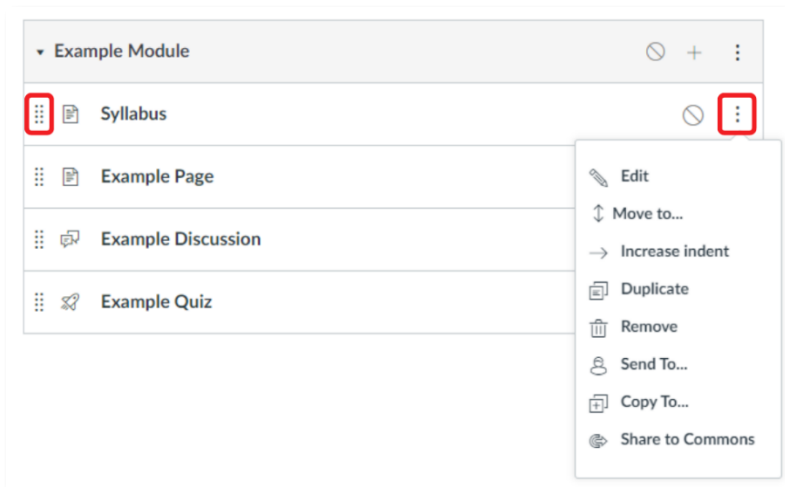 Example Module
Syllabus
Example Page
Example Discussion
Example Quiz
Edit
Move to...
Increase indent
Duplicate
Remove
Send To...
Copy To...
Share to Commons